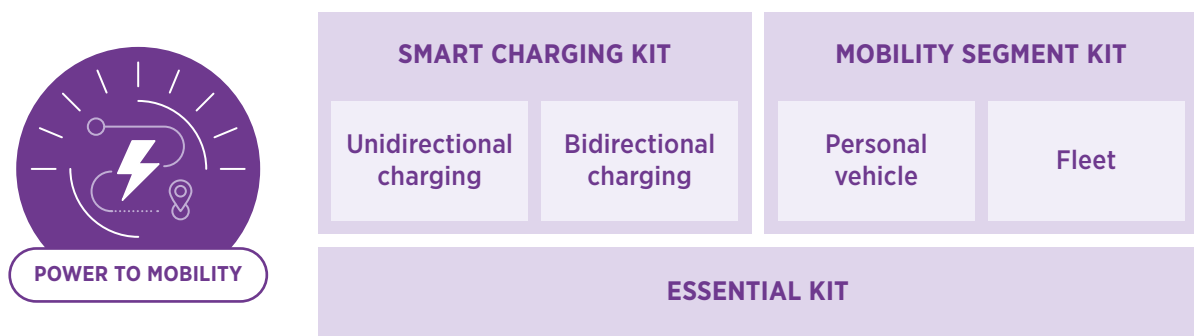 SMART CHARGING KIT
Unidirectional
charging
Bidirectional
charging
MOBILITY SEGMENT KIT
Personal
vehicle
Fleet
POWER TO MOBILITY
ESSENTIAL KIT